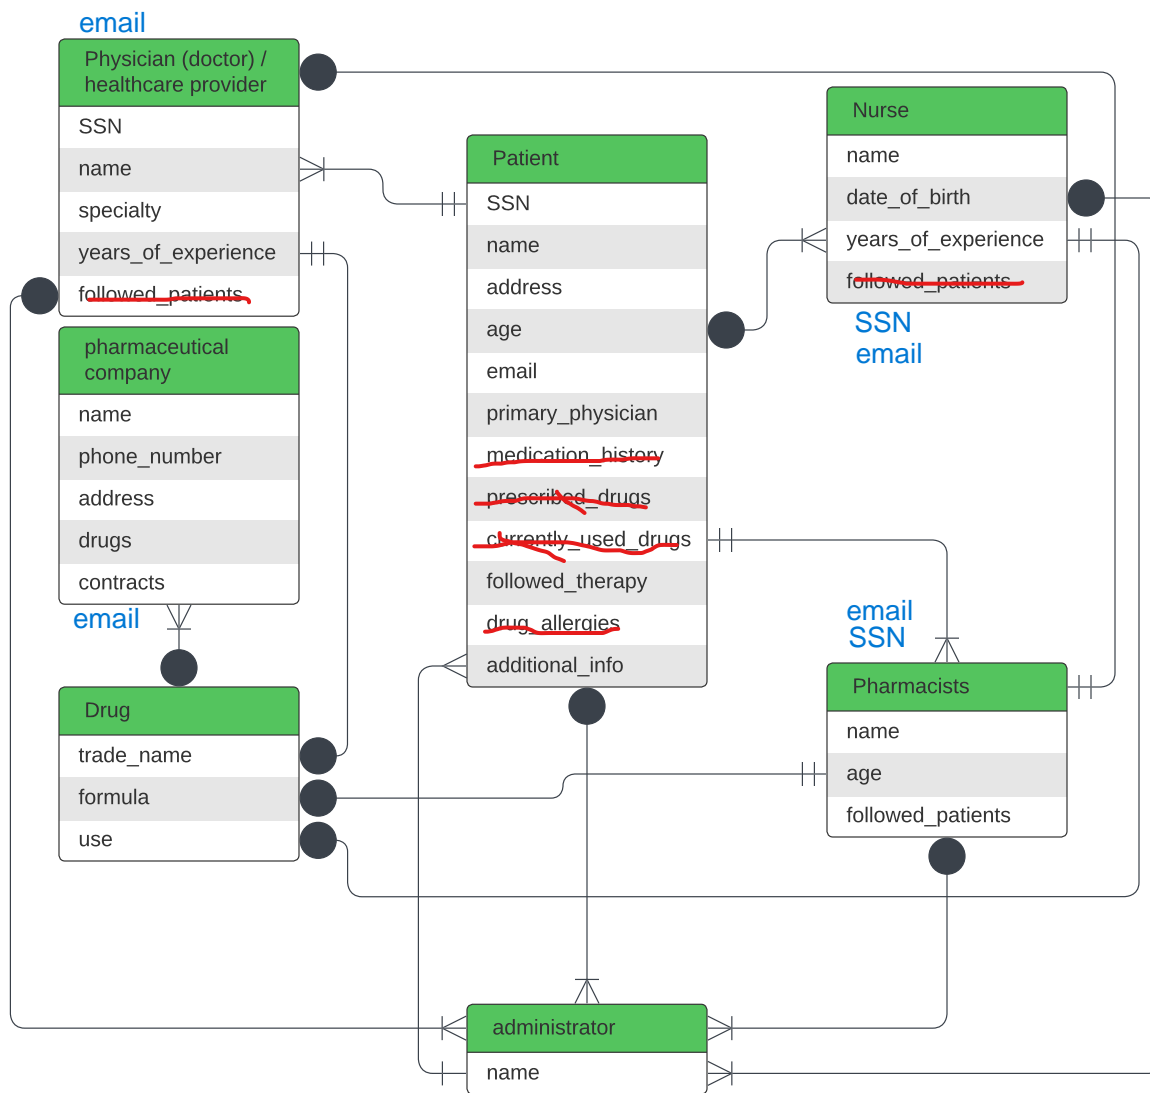 email
Physician (doctor) /
healthcare provider
SSN
name
specialty
years_of_experience
followed_patients
pharmaceutical
company
name
phone_number
address
drugs
contracts
email
Drug
trade_name
formula
use
Patient
SSN
name
address
age
email
primary_physician
medication_history
prescribed_drugs
currently_used_drugs
followed_therapy
drug_allergies
additional_info
Nurse
name
date_of_birth
years_of_experience
followed_patients
SSN
email
email
SSN
Pharmacists
name
age
followed_patients
administrator
name